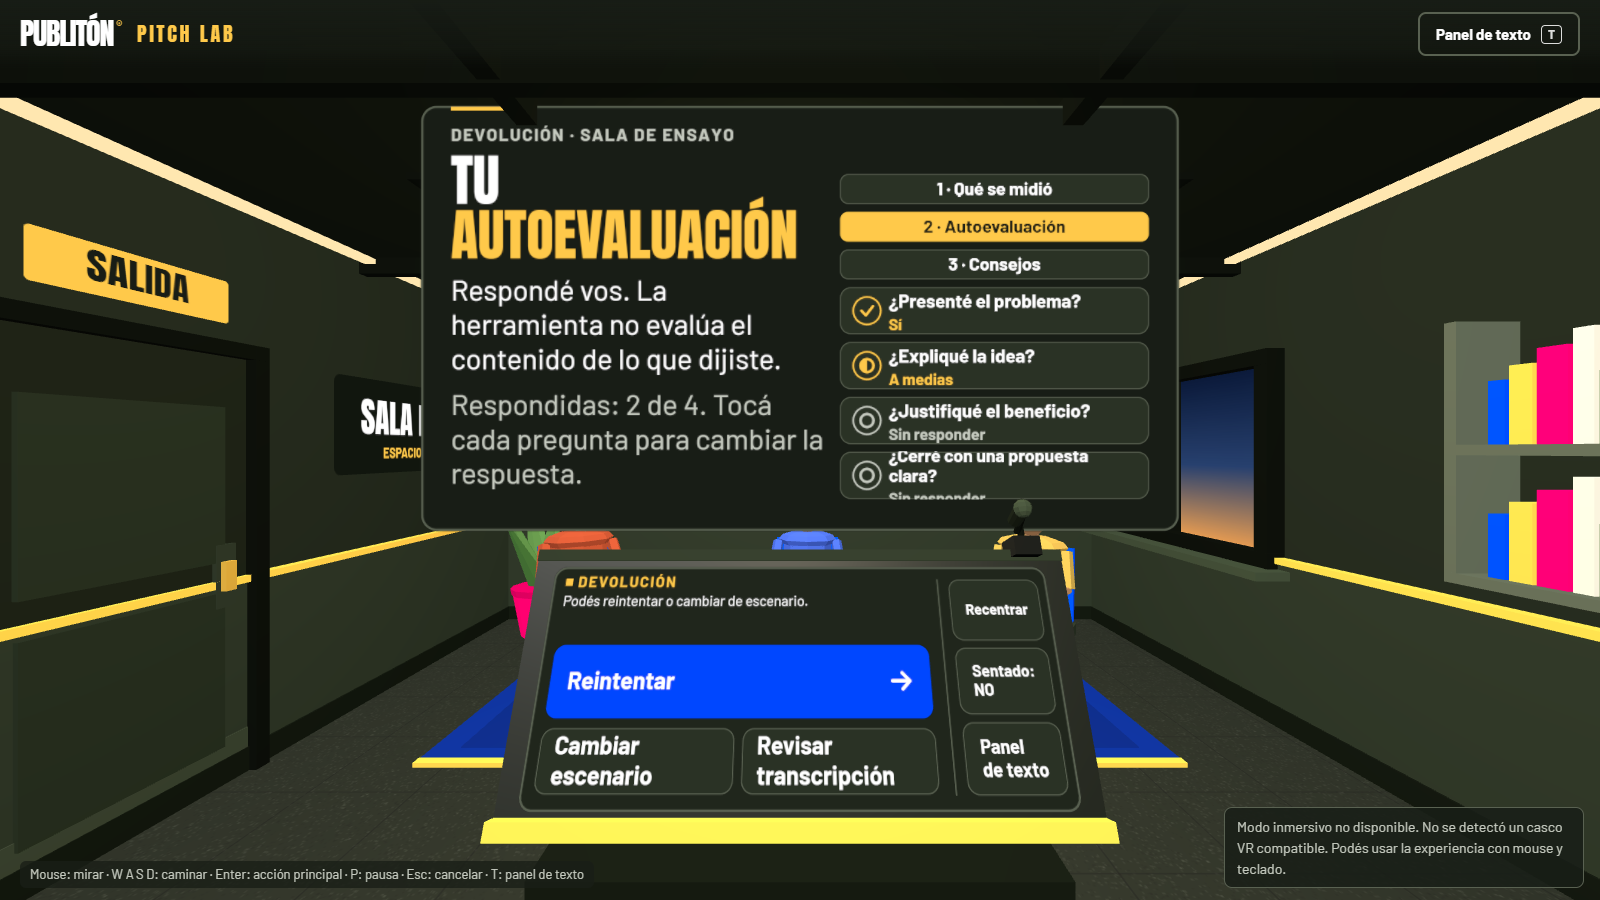 PUBLITÓN PITCH LAB
Panel de texto T
DEVOLUCIÓN · SALA DE ENSAYO
TU
AUTOEVALUACIÓN
Respondé vos. La
herramienta no evalúa el
contenido de lo que dijiste.
Respondidas: 2 de 4. Tocá
cada pregunta para cambiar la
respuesta.
1 · Qué se midió
2 · Autoevaluación
3 · Consejos
¿Presenté el problema?
Sí
¿Expliqué la idea?
A medias
¿Justifiqué el beneficio?
Sin responder
¿Cerré con una propuesta
clara?
Sin responder
SALIDA
SALA
ESPACIO
DEVOLUCIÓN
Podés reintentar o cambiar de escenario.
Reintentar
Cambiar
escenario
Revisar
transcripción
Recentrar
Sentado:
NO
Panel
de texto
Mouse: mirar · W A S D: caminar · Enter: acción principal · P: pausa · Esc: cancelar · T: panel de texto
Modo inmersivo no disponible. No se detectó un casco
VR compatible. Podés usar la experiencia con mouse y
teclado.